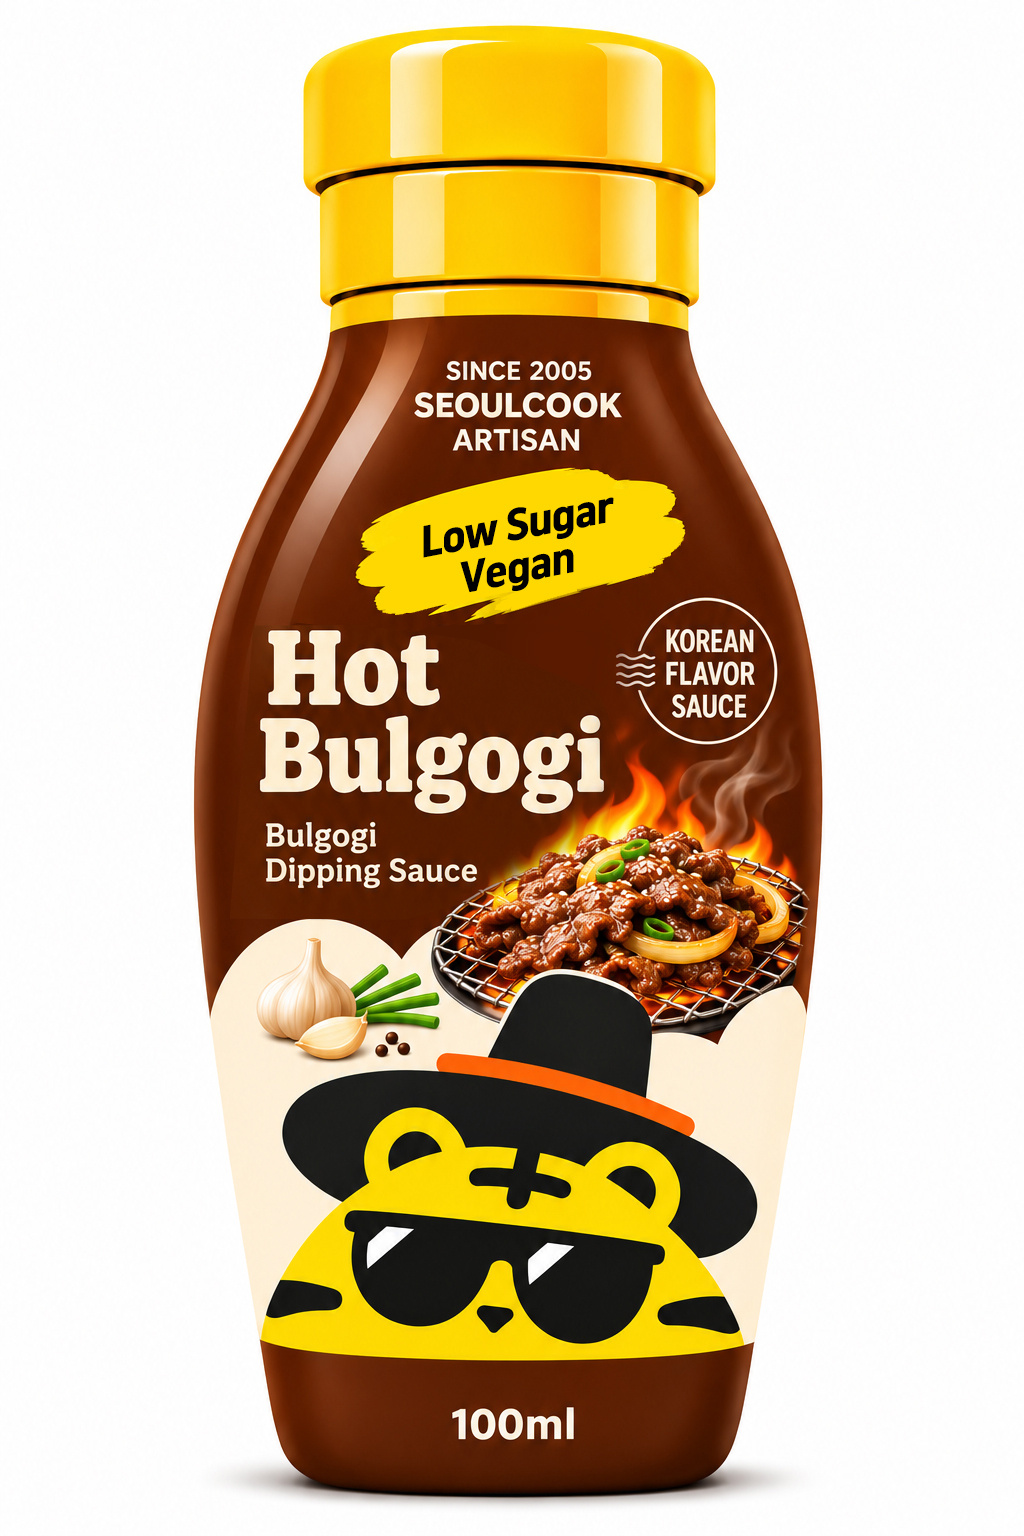 SINCE 2005
SEOULCOOK
ARTISAN
Low Sugar
Vegan
Hot
Bulgogi
KOREAN
FLAVOR
SAUCE
Bulgogi
Dipping Sauce
100ml